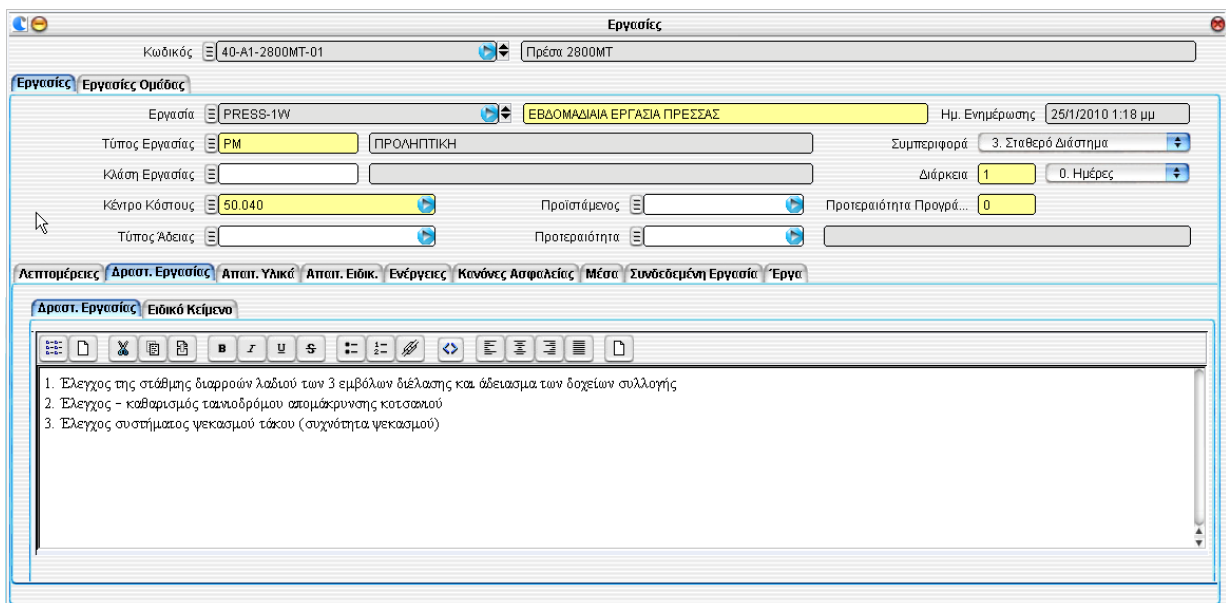 Εργασίες
Κωδικός 40-A1-2800MT-01 Πρέσα 2800MT
Εργασίες Εργασίες Ομάδας
Εργασία PRESS-1W ΕΒΔΟΜΑΔΙΑΙΑ ΕΡΓΑΣΙΑ ΠΡΕΣΣΑΣ Ημ. Ενημέρωσης 25/1/2010 1:18 μμ
Τύπος Εργασίας PM ΠΡΟΛΗΠΤΙΚΗ Συμπεριφορά 3. Σταθερό Διάστημα
Κλάση Εργασίας Διάρκεια 1 0. Ημέρες
Κέντρο Κόστους 50.040 Προϊστάμενος Προτεραιότητα Προγρά... 0
Τύπος Άδειας Προτεραιότητα
Λεπτομέρειες Δραστ. Εργασίας Απαιτ. Υλικά Απαιτ. Ειδικ. Ενέργειες Κανόνες Ασφαλείας Μέσα Συνδεδεμένη Εργασία Έργα
Δραστ. Εργασίας Ειδικό Κείμενο
B I U S
1. Έλεγχος της στάθμης διαρροών λαδιού των 3 εμβόλων διέλασης και άδειασμα των δοχείων συλλογής
2. Έλεγχος - καθαρισμός ταινιοδρόμου απομάκρυνσης κοτσανιού
3. Έλεγχος συστήματος ψεκασμού τάκου (συχνότητα ψεκασμού)